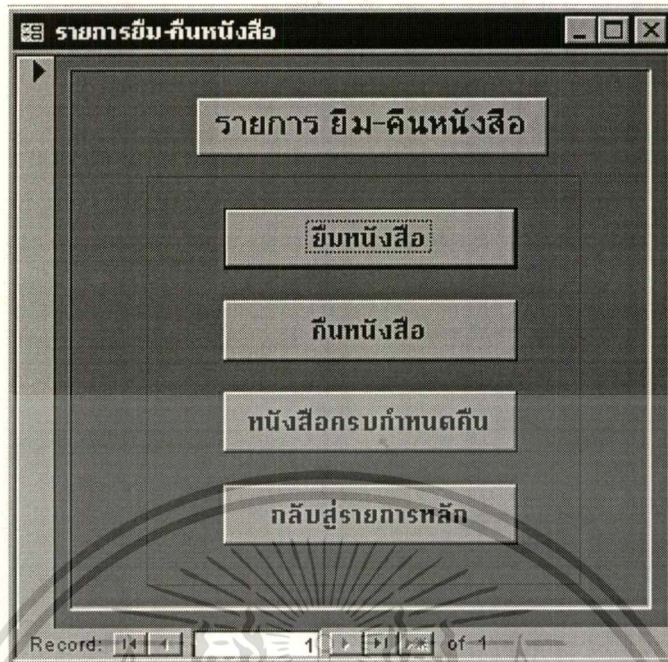 รายการยืม-คืนหนังสือ
รายการ ยืม-คืนหนังสือ
ยืมหนังสือ
คืนหนังสือ
หนังสือครบกำหนดคืน
กลับสู่รายการหลัก
Record: 1 of 1